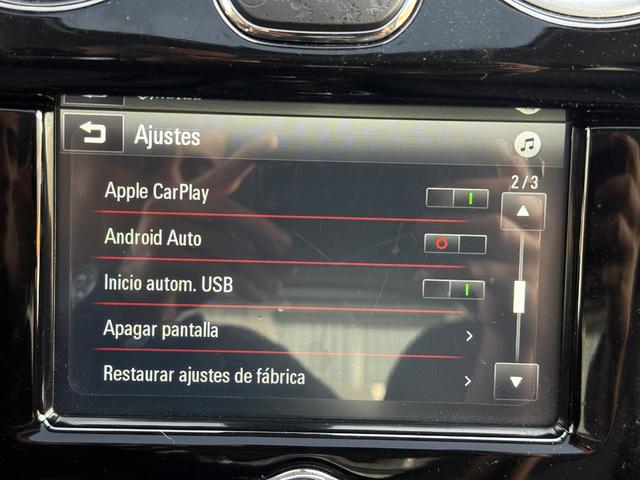 Ajustes
2/3
Apple CarPlay
Android Auto
Inicio autom. USB
Apagar pantalla
Restaurar ajustes de fábrica